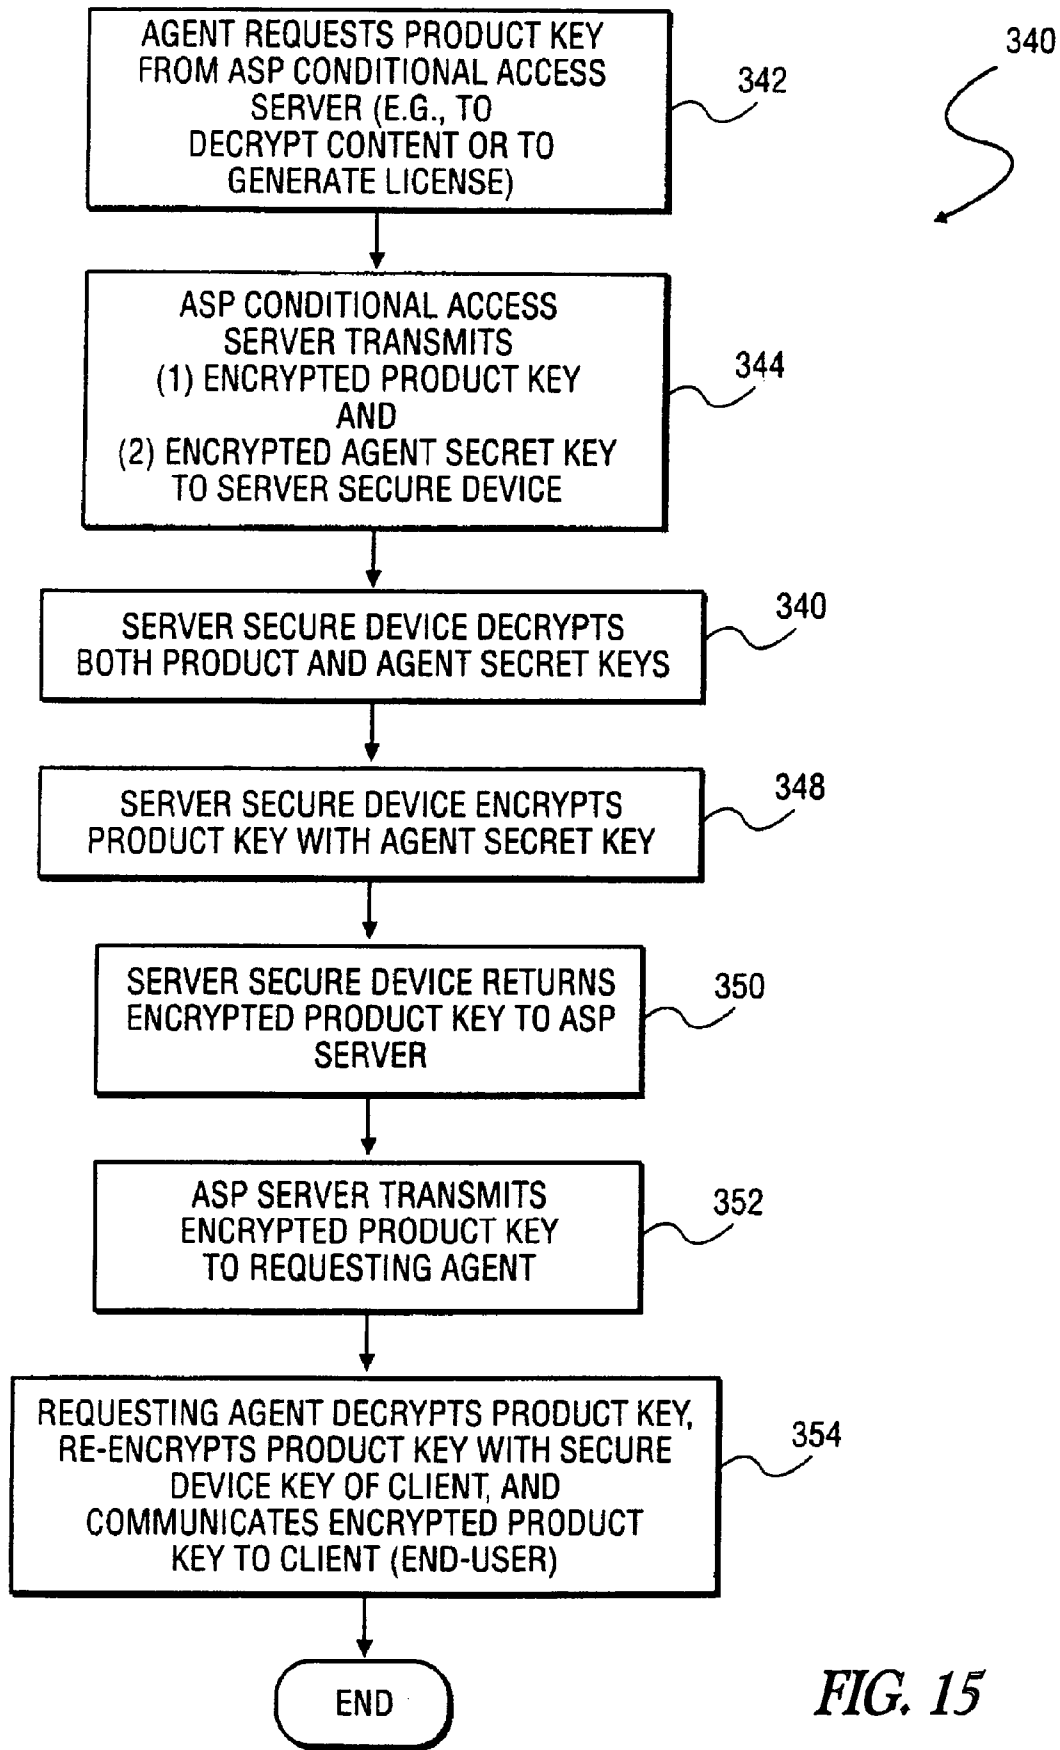 340
AGENT REQUESTS PRODUCT KEY
FROM ASP CONDITIONAL ACCESS
SERVER (E.G., TO
DECRYPT CONTENT OR TO
GENERATE LICENSE)
342
ASP CONDITIONAL ACCESS
SERVER TRANSMITS
(1) ENCRYPTED PRODUCT KEY
AND
(2) ENCRYPTED AGENT SECRET KEY
TO SERVER SECURE DEVICE
344
SERVER SECURE DEVICE DECRYPTS
BOTH PRODUCT AND AGENT SECRET KEYS
340
SERVER SECURE DEVICE ENCRYPTS
PRODUCT KEY WITH AGENT SECRET KEY
348
SERVER SECURE DEVICE RETURNS
ENCRYPTED PRODUCT KEY TO ASP
SERVER
350
ASP SERVER TRANSMITS
ENCRYPTED PRODUCT KEY
TO REQUESTING AGENT
352
REQUESTING AGENT DECRYPTS PRODUCT KEY,
RE-ENCRYPTS PRODUCT KEY WITH SECURE
DEVICE KEY OF CLIENT, AND
COMMUNICATES ENCRYPTED PRODUCT
KEY TO CLIENT (END-USER)
354
END
FIG. 15